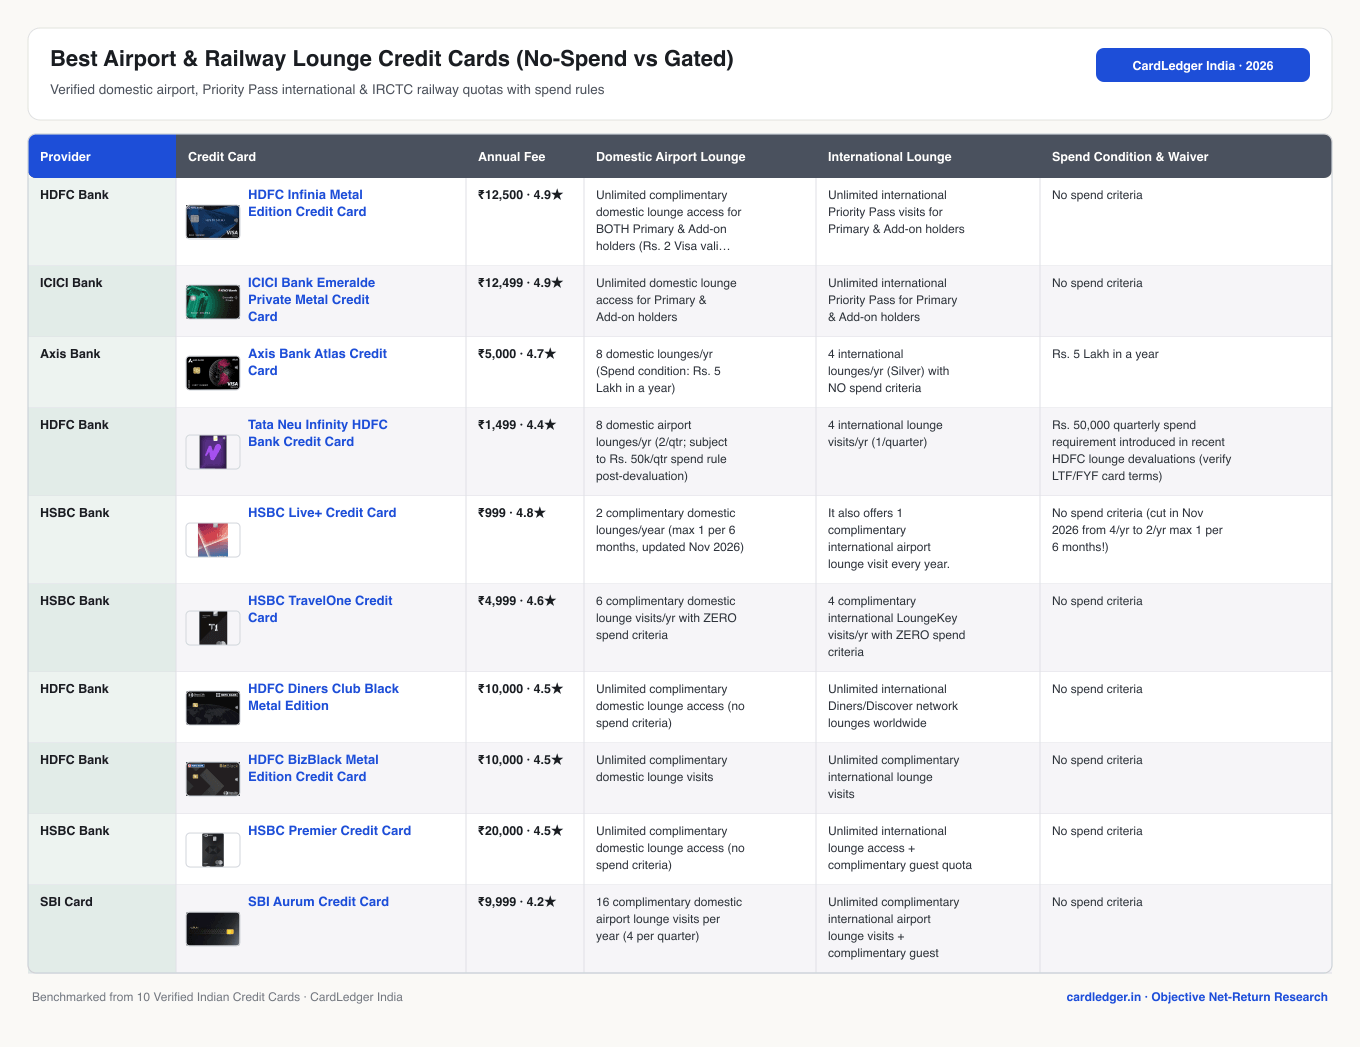 Best Airport & Railway Lounge Credit Cards (No-Spend vs Gated)
Verified domestic airport, Priority Pass international & IRCTC railway quotas with spend rules
CardLedger India · 2026
Provider
Credit Card
Annual Fee
Domestic Airport Lounge
International Lounge
Spend Condition & Waiver
HDFC Bank
HDFC Infinia Metal
Edition Credit Card
₹12,500 · 4.9★
Unlimited complimentary
domestic lounge access for
BOTH Primary & Add-on
holders (Rs. 2 Visa vali…
Unlimited international
Priority Pass visits for
Primary & Add-on holders
No spend criteria
ICICI Bank
ICICI Bank Emeralde
Private Metal Credit
Card
₹12,499 · 4.9★
Unlimited domestic lounge
access for Primary &
Add-on holders
Unlimited international
Priority Pass for Primary
& Add-on holders
No spend criteria
Axis Bank
VISA
Axis Bank Atlas Credit
Card
₹5,000 · 4.7★
8 domestic lounges/yr
(Spend condition: Rs. 5
Lakh in a year)
4 international
lounges/yr (Silver) with
NO spend criteria
Rs. 5 Lakh in a year
HDFC Bank
Tata Neu Infinity HDFC
Bank Credit Card
₹1,499 · 4.4★
8 domestic airport
lounges/yr (2/qtr; subject
to Rs. 50k/qtr spend rule
post-devaluation)
4 international lounge
visits/yr (1/quarter)
Rs. 50,000 quarterly spend
requirement introduced in recent
HDFC lounge devaluations (verify
LTF/FYF card terms)
HSBC Bank
HSBC Live+ Credit Card
₹999 · 4.8★
2 complimentary domestic
lounges/year (max 1 per 6
months, updated Nov 2026)
It also offers 1
complimentary
international airport
lounge visit every year.
No spend criteria (cut in Nov
2026 from 4/yr to 2/yr max 1 per
6 months!)
HSBC Bank
HSBC TravelOne Credit
Card
₹4,999 · 4.6★
6 complimentary domestic
lounge visits/yr with ZERO
spend criteria
4 complimentary
international LoungeKey
visits/yr with ZERO spend
criteria
No spend criteria
HDFC Bank
HDFC Diners Club Black
Metal Edition
₹10,000 · 4.5★
Unlimited complimentary
domestic lounge access (no
spend criteria)
Unlimited international
Diners/Discover network
lounges worldwide
No spend criteria
HDFC Bank
HDFC BizBlack Metal
Edition Credit Card
₹10,000 · 4.5★
Unlimited complimentary
domestic lounge visits
Unlimited complimentary
international lounge
visits
No spend criteria
HSBC Bank
HSBC Premier Credit Card
₹20,000 · 4.5★
Unlimited complimentary
domestic lounge access (no
spend criteria)
Unlimited international
lounge access +
complimentary guest quota
No spend criteria
SBI Card
SBI Aurum Credit Card
₹9,999 · 4.2★
16 complimentary domestic
airport lounge visits per
year (4 per quarter)
Unlimited complimentary
international airport
lounge visits +
complimentary guest
No spend criteria
Benchmarked from 10 Verified Indian Credit Cards · CardLedger India
cardledger.in · Objective Net-Return Research